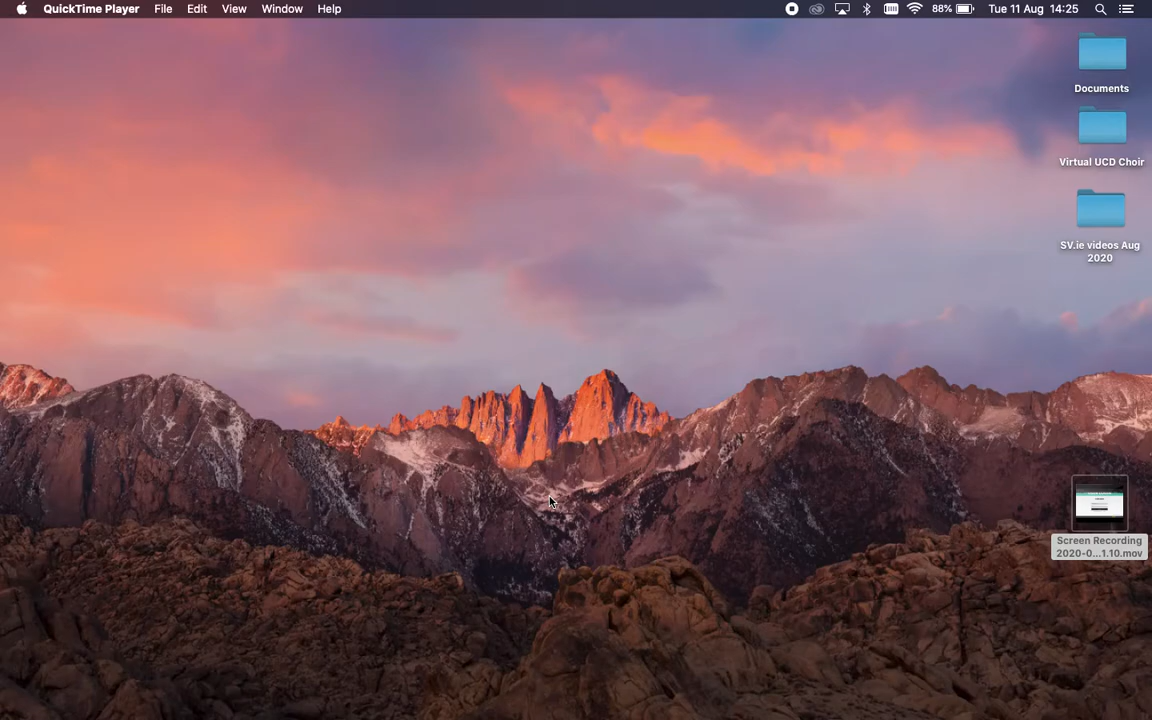 QuickTime Player File Edit View Window Help 88% Tue 11 Aug 14:25
Documents
Virtual UCD Choir
SV.ie videos Aug
2020
Screen Recording
2020-0...1.10.mov